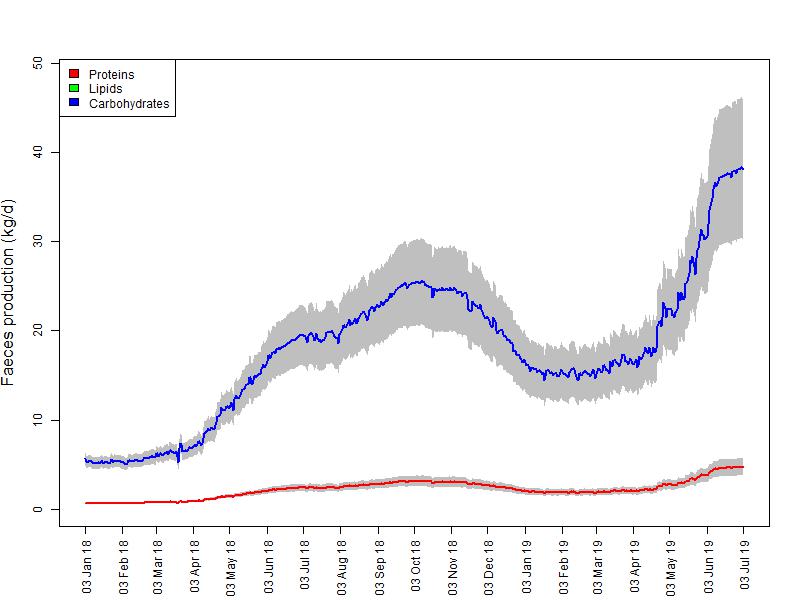 Proteins
Lipids
Carbohydrates
Faeces production (kg/d)
50
40
30
20
10
0
03 Jan 18
03 Feb 18
03 Mar 18
03 Apr 18
03 May 18
03 Jun 18
03 Jul 18
03 Aug 18
03 Sep 18
03 Oct 18
03 Nov 18
03 Dec 18
03 Jan 19
03 Feb 19
03 Mar 19
03 Apr 19
03 May 19
03 Jun 19
03 Jul 19